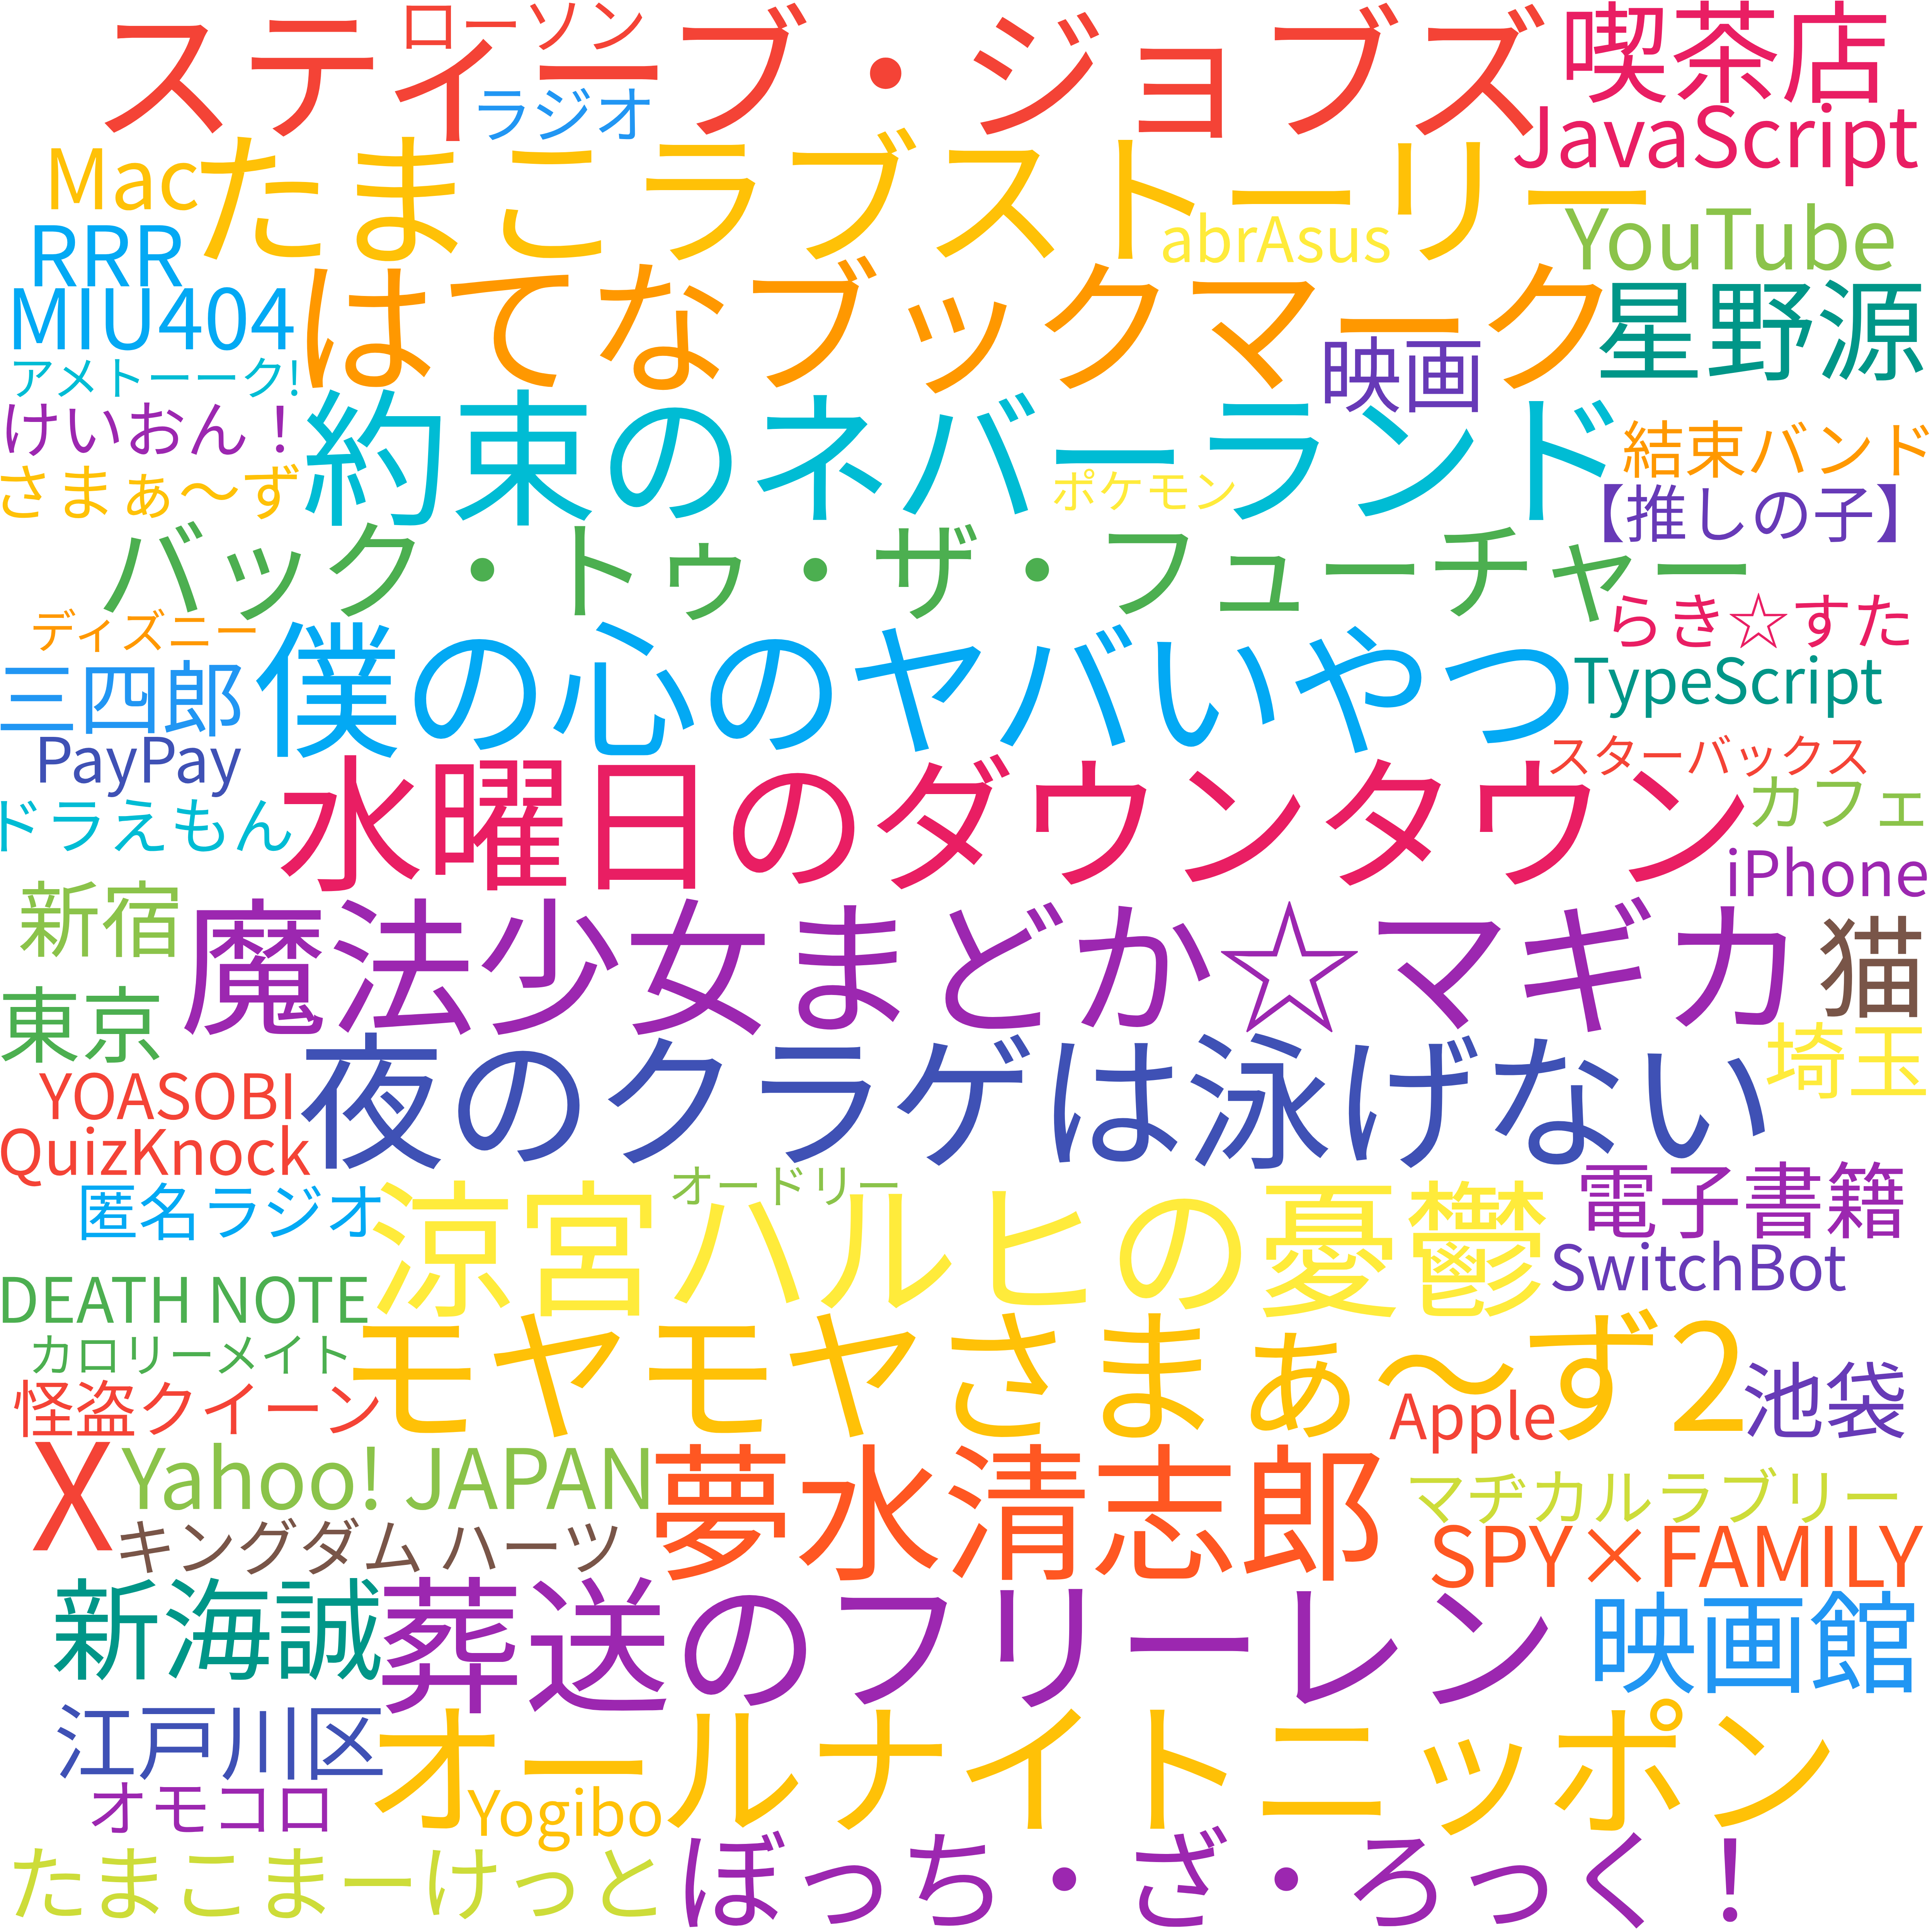 ローソン
スティーブ・ジョブズ
喫茶店
ラジオ
JavaScript
Mac
たまこラブストーリー
abrAsus
YouTube
RRR
MIU404
はてなブックマーク
星野源
映画
アメトーーク!
けいおん!
約束のネバーランド
結束バンド
さまぁ〜ず
ポケモン
【推しの子】
バック・トゥ・ザ・フューチャー
らき☆すた
ディズニー
三四郎
僕の心のヤバいやつ
TypeScript
PayPay
スターバックス
ドラえもん
水曜日のダウンタウン
カフェ
iPhone
新宿
魔法少女まどか☆マギカ
猫
東京
埼玉
YOASOBI
夜のクラゲは泳げない
QuizKnock
オードリー
電子書籍
匿名ラジオ
涼宮ハルヒの憂鬱
SwitchBot
DEATH NOTE
カロリーメイト
モヤモヤさまぁ〜ず2
池袋
怪盗クイーン
Apple
X
Yahoo! JAPAN
夢水清志郎
マヂカルラブリー
キングダムハーツ
SPY×FAMILY
新海誠
葬送のフリーレン
映画館
江戸川区
オールナイトニッポン
オモコロ
Yogibo
たまこまーけっと
ぼっち・ざ・ろっく!